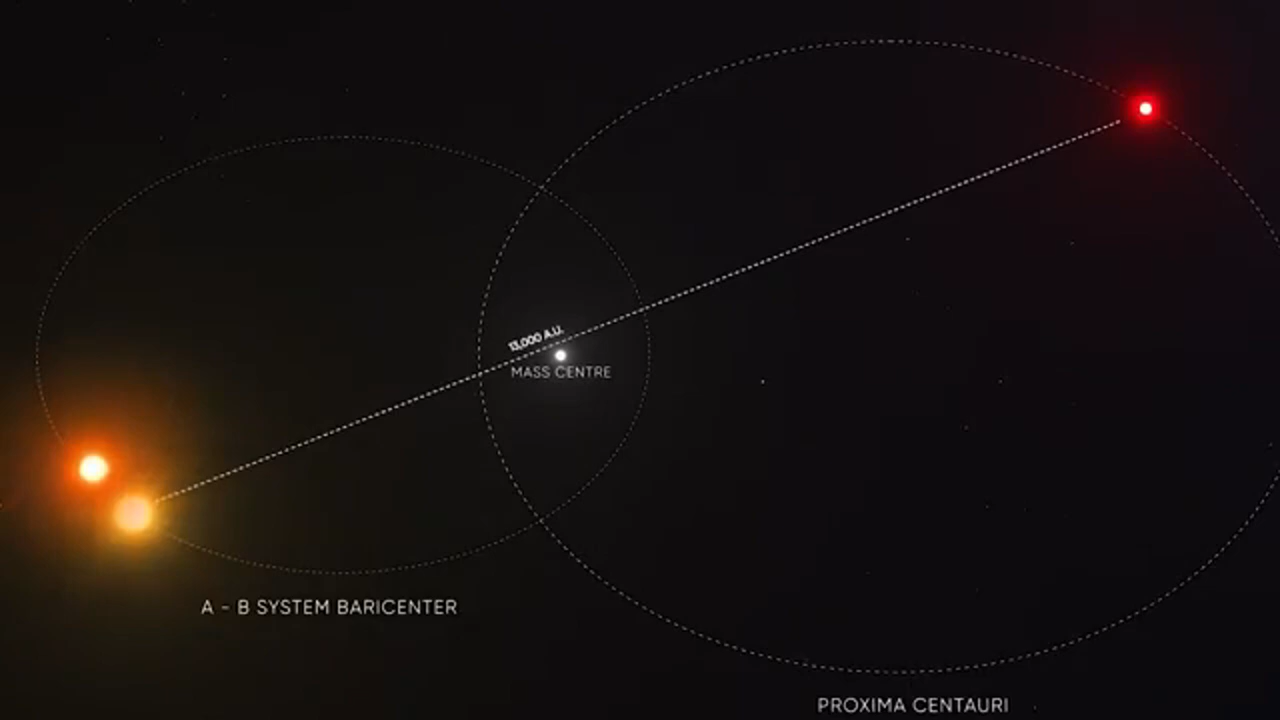 13,000 A.U.
MASS CENTRE
A - B SYSTEM BARICENTER
PROXIMA CENTAURI